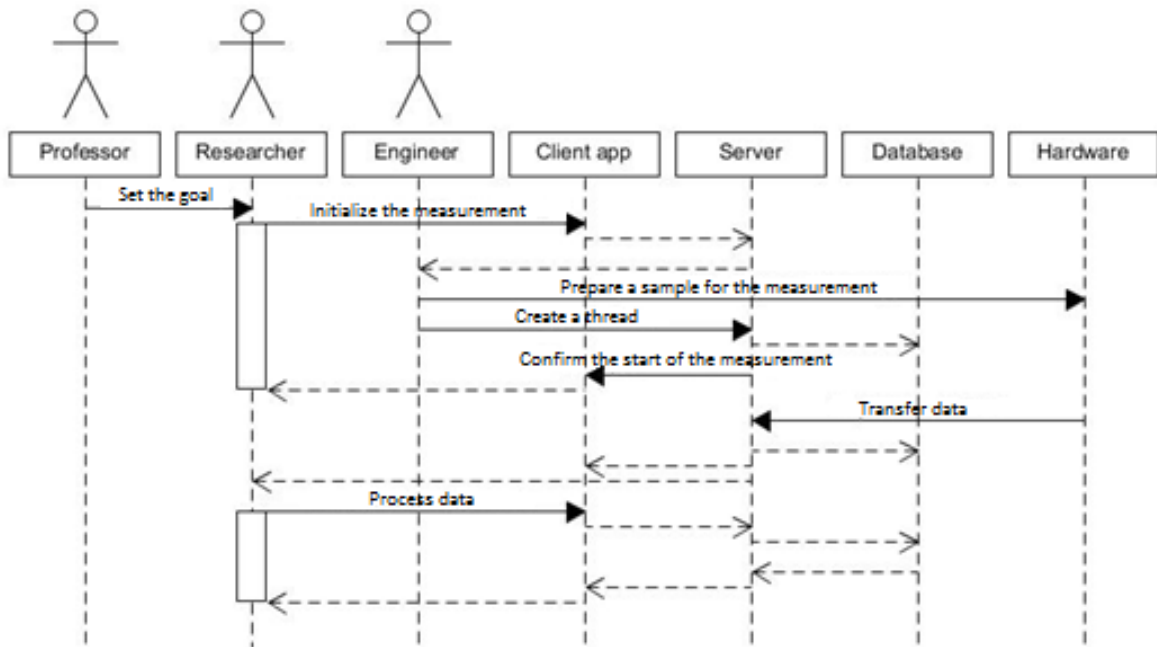 Professor
Researcher
Engineer
Client app
Server
Database
Hardware
Set the goal
Initialize the measurement
Prepare a sample for the measurement
Create a thread
Confirm the start of the measurement
Transfer data
Process data